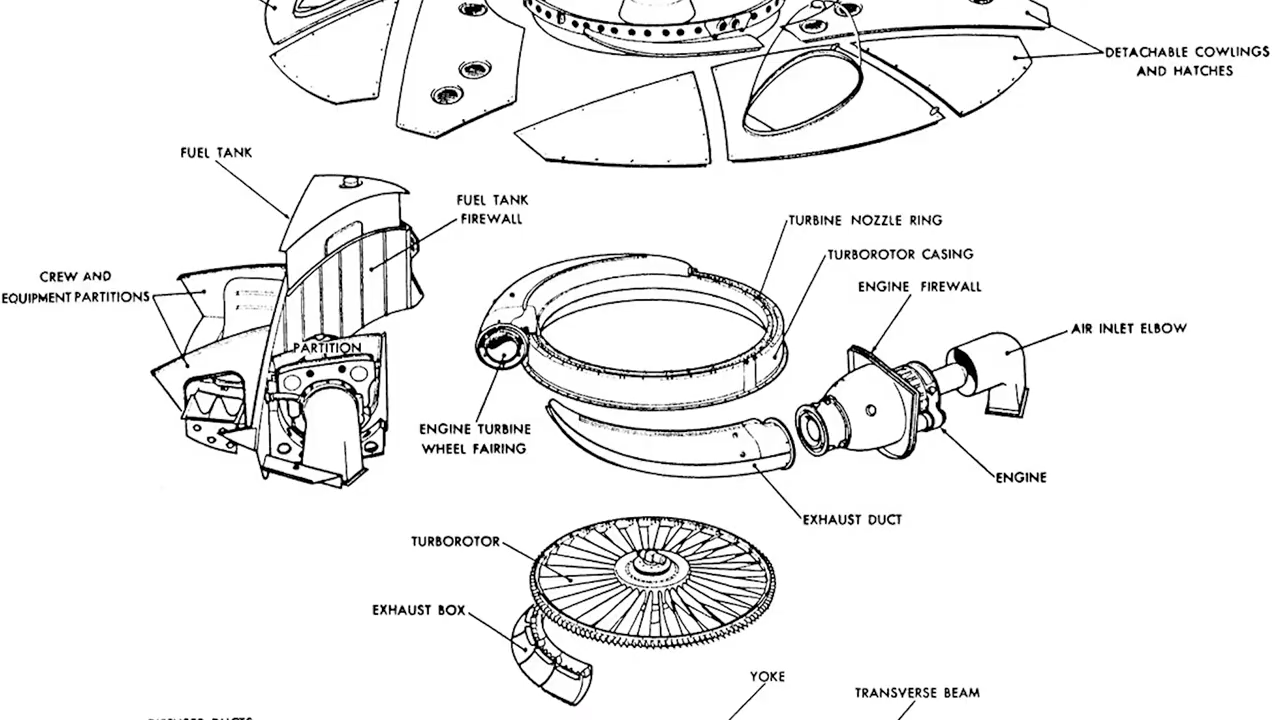 DETACHABLE COWLINGS
AND HATCHES
FUEL TANK
FUEL TANK
FIREWALL
TURBINE NOZZLE RING
TURBOROTOR CASING
CREW AND
EQUIPMENT PARTITIONS
ENGINE FIREWALL
AIR INLET ELBOW
PARTITION
ENGINE TURBINE
WHEEL FAIRING
ENGINE
EXHAUST DUCT
TURBOROTOR
EXHAUST BOX
YOKE
TRANSVERSE BEAM